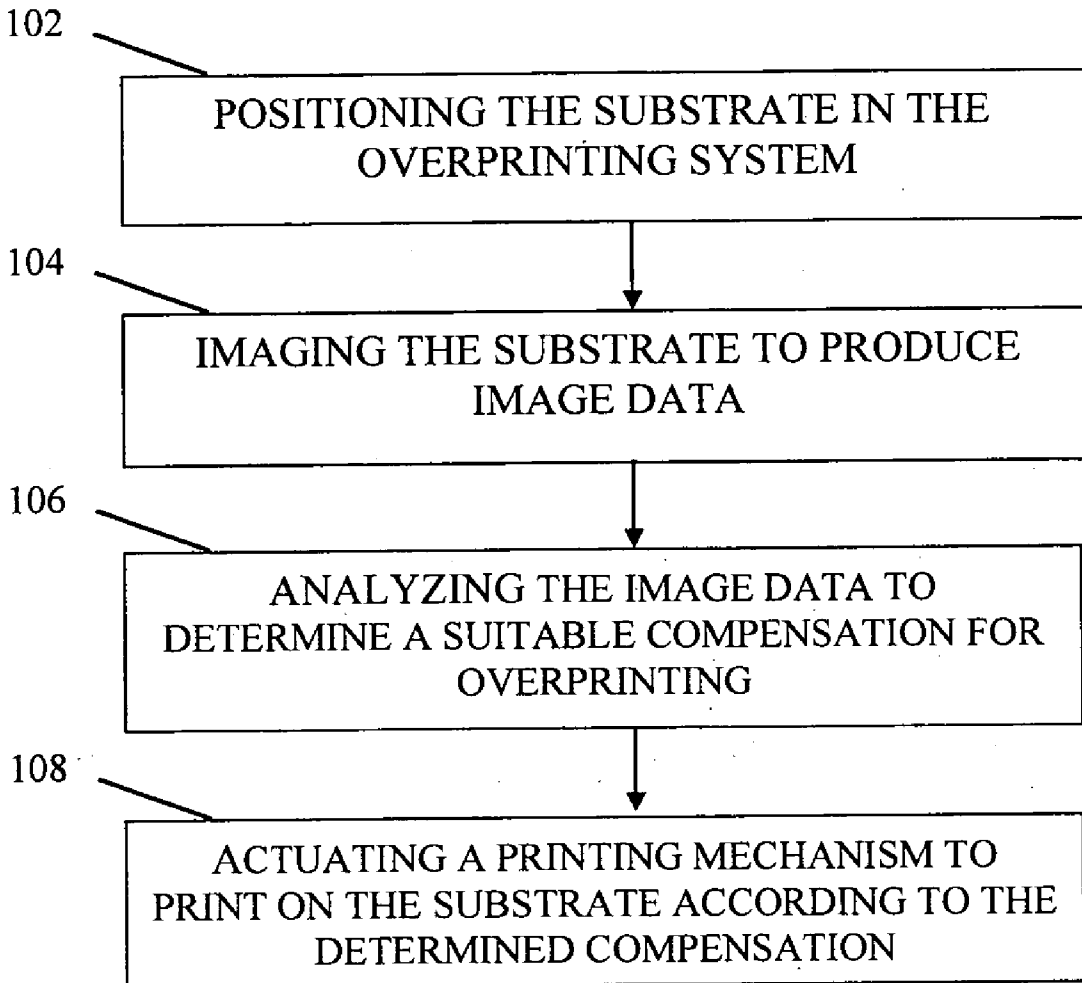 102
POSITIONING THE SUBSTRATE IN THE
OVERPRINTING SYSTEM
104
IMAGING THE SUBSTRATE TO PRODUCE
IMAGE DATA
106
ANALYZING THE IMAGE DATA TO
DETERMINE A SUITABLE COMPENSATION FOR
OVERPRINTING
108
ACTUATING A PRINTING MECHANISM TO
PRINT ON THE SUBSTRATE ACCORDING TO THE
DETERMINED COMPENSATION